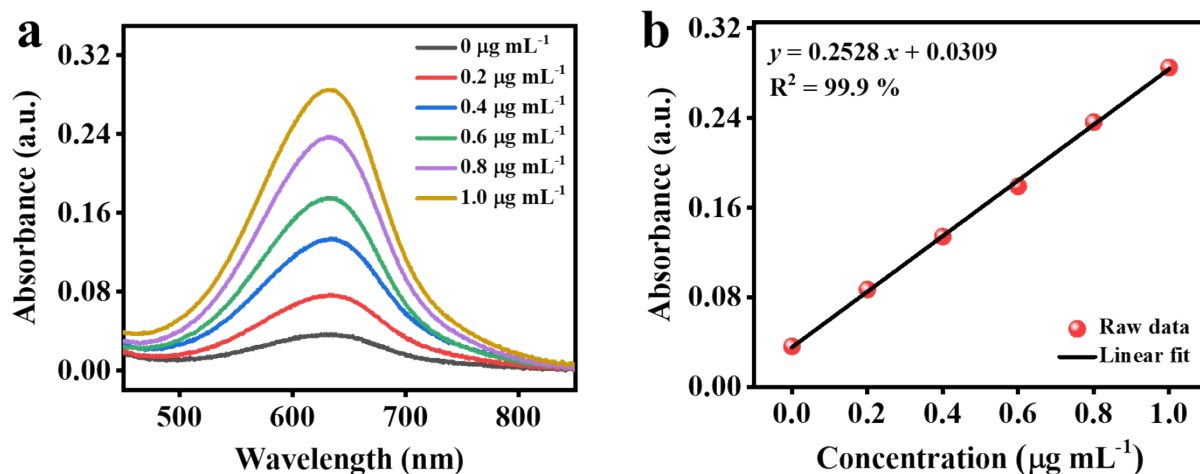 a
0.32
0.24
0.16
0.08
0.00
Absorbance (a.u.)
500
600
700
800
Wavelength (nm)
0 μg mL⁻¹
0.2 μg mL⁻¹
0.4 μg mL⁻¹
0.6 μg mL⁻¹
0.8 μg mL⁻¹
1.0 μg mL⁻¹
b
0.32
0.24
0.16
0.08
0.00
Absorbance (a.u.)
y = 0.2528 x + 0.0309
R² = 99.9 %
Raw data
Linear fit
0.0
0.2
0.4
0.6
0.8
1.0
Concentration (μg mL⁻¹)